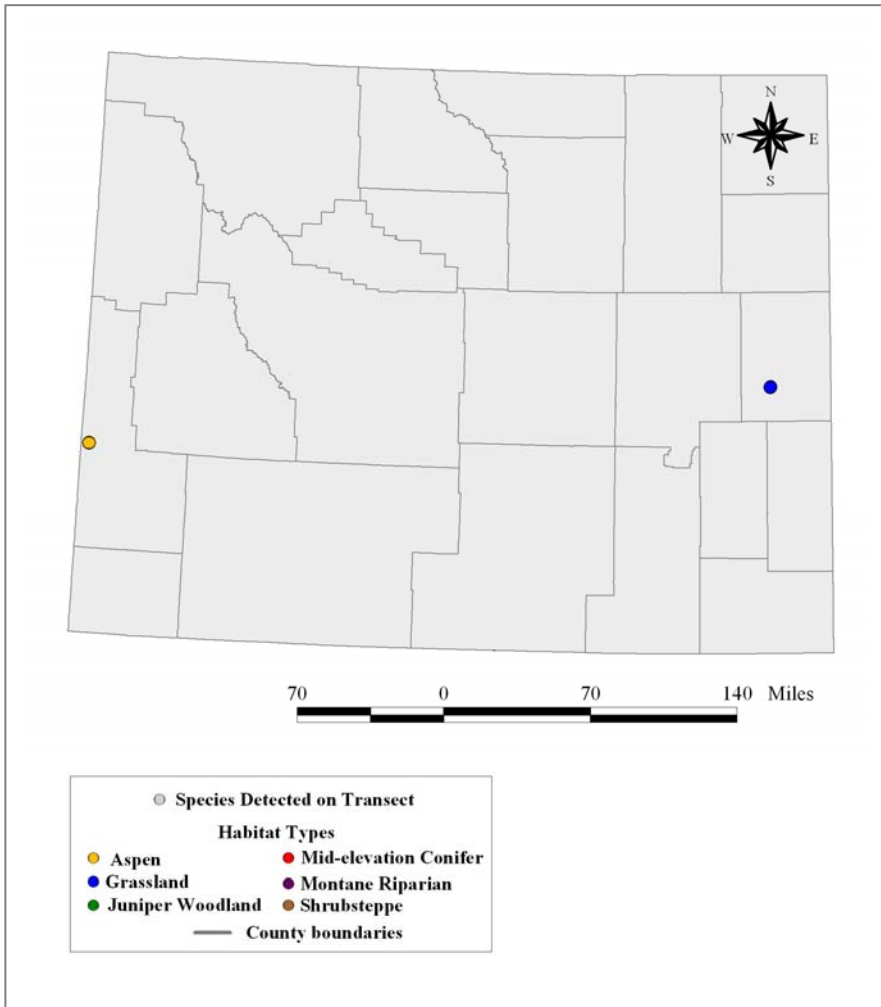 N
W E
S
70 0 70 140 Miles
Species Detected on Transect
Habitat Types
Aspen Mid-elevation Conifer
Grassland Montane Riparian
Juniper Woodland Shrubsteppe
County boundaries